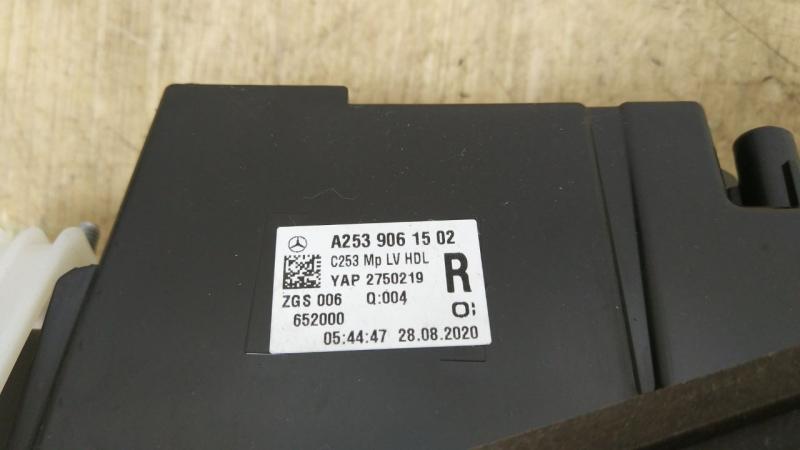 A253 906 15 02
C253 Mp LV HDL
YAP 2750219
R
ZGS 006 Q:004
652000
05:44:47 28.08.2020